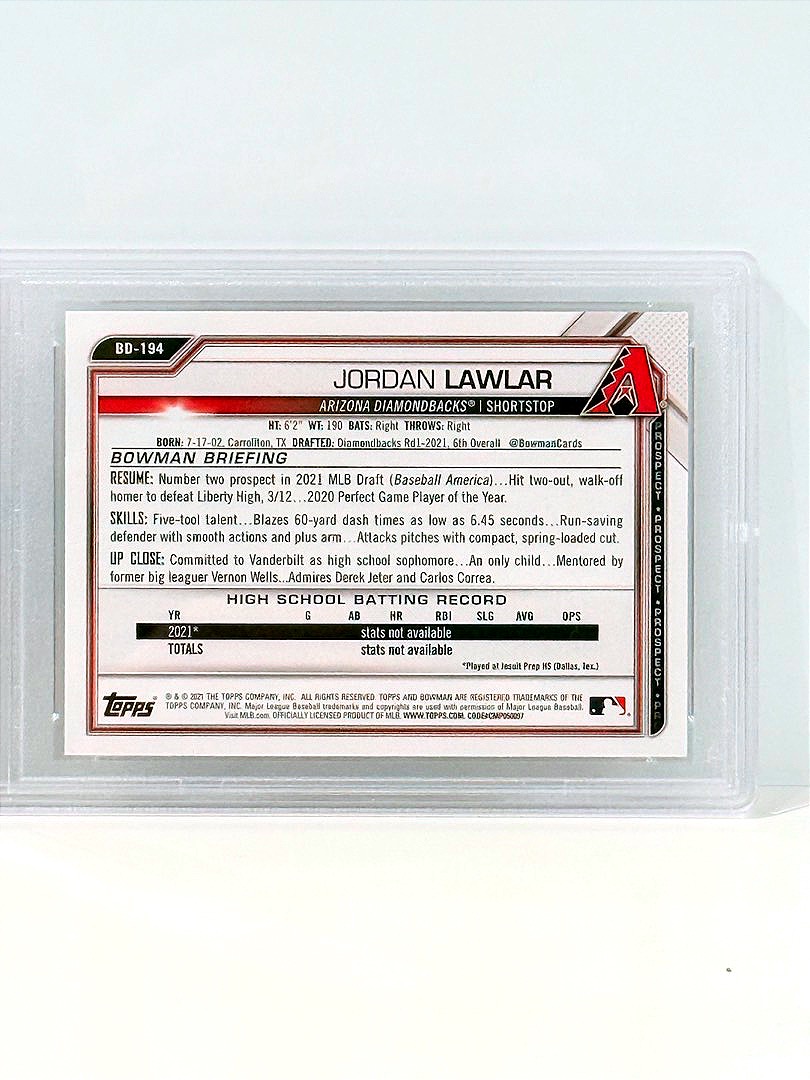 BD-194
JORDAN LAWLAR
ARIZONA DIAMONDBACKS® | SHORTSTOP
HT: 6'2" WT: 190 BATS: Right THROWS: Right
BORN: 7-17-02, Carrollton, TX DRAFTED: Diamondbacks Rd1-2021, 6th Overall @BowmanCards
BOWMAN BRIEFING
RESUME: Number two prospect in 2021 MLB Draft (Baseball America)...Hit two-out, walk-off
homer to defeat Liberty High, 3/12...2020 Perfect Game Player of the Year.
SKILLS: Five-tool talent...Blazes 60-yard dash times as low as 6.45 seconds...Run-saving
defender with smooth actions and plus arm...Attacks pitches with compact, spring-loaded cut.
UP CLOSE: Committed to Vanderbilt as high school sophomore...An only child...Mentored by
former big leaguer Vernon Wells...Admires Derek Jeter and Carlos Correa.
HIGH SCHOOL BATTING RECORD
YR G AB HR RBI SLG AVG OPS
2021* stats not available
TOTALS stats not available
*Played at Jesuit Prep HS (Dallas, Tex.)
Topps
® & © 2021 THE TOPPS COMPANY, INC. ALL RIGHTS RESERVED. TOPPS AND BOWMAN ARE REGISTERED TRADEMARKS OF THE
TOPPS COMPANY, INC. Major League Baseball trademarks and copyrights are used with permission of Major League Baseball.
Visit MLB.com. OFFICIALLY LICENSED PRODUCT OF MLB. WWW.TOPPS.COM. CODE#CMP050007
PROSPECT • PROSPECT • PROSPECT • PR